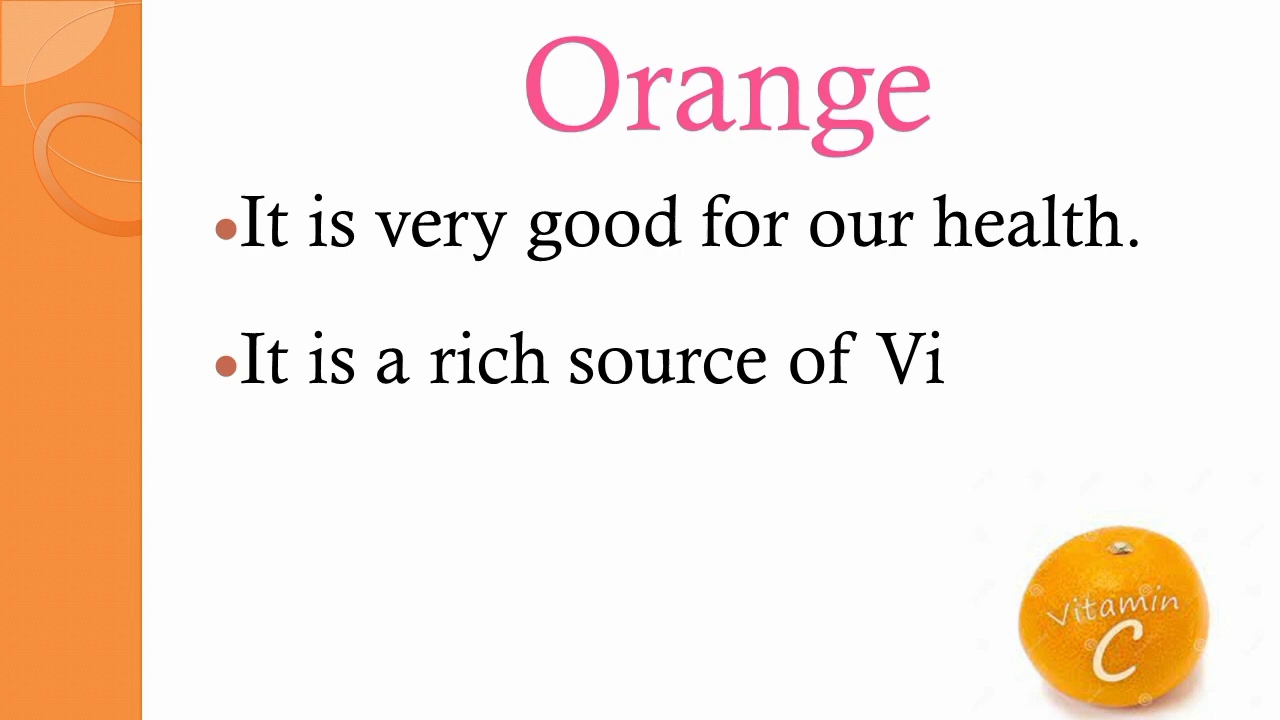 Orange
•It is very good for our health.
•It is a rich source of Vi
Vitamin
C